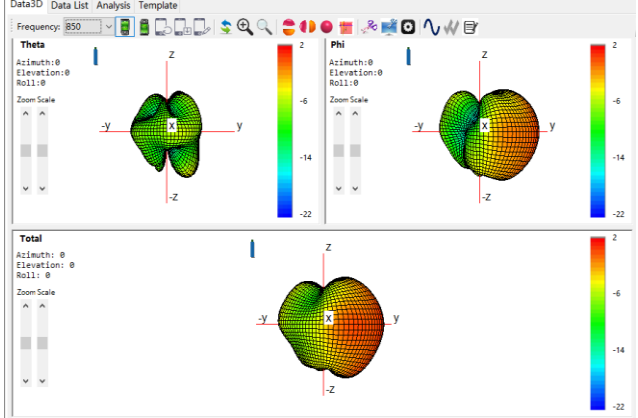 Data3D Data List Analysis Template
Frequency: 850
Theta
Azimuth:0
Elevation:0
Roll:0
Zoom Scale
Z
-y
X
y
-Z
2
-6
-14
-22
Phi
Azimuth:0
Elevation:0
Roll:0
Zoom Scale
Z
-y
X
y
-Z
2
-6
-14
-22
Total
Azimuth: 0
Elevation: 0
Roll: 0
Zoom Scale
Z
-y
X
y
-Z
2
-6
-14
-22